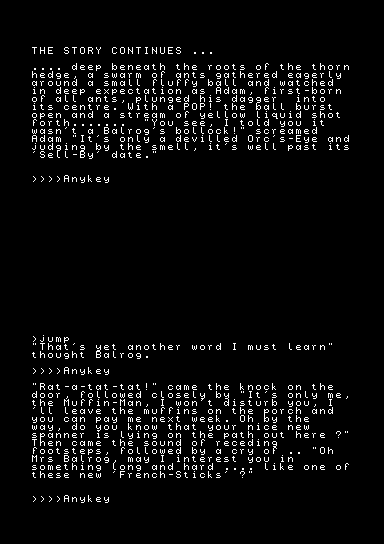 THE STORY CONTINUES ...
.... deep beneath the roots of the thorn
hedge, a swarm of ants gathered eagerly
around a small fluffy ball and watched
in deep expectation as Adam, first-born
of all ants, plunged his dagger  into
its centre. With a POP! the ball burst
open and a stream of yellow liquid shot
forth....... "You see, I told you it
wasn't a Balrog's bollock!" screamed
Adam "It's only a devilled Orc's-Eye and
judging by the smell, it's well past its
'Sell-By' date."
>>>>Anykey
>jump
"That's yet another word I must learn"
thought Balrog.
>>>>Anykey
"Rat-a-tat-tat!" came the knock on the
door, followed closely by "It's only me,
the Muffin-Man, I won't disturb you, I
'll leave the muffins on the porch and
you can pay me next week. Oh by the
way, do you know that your nice new
spanner is lying on the path out here ?"
Then came the sound of receding
footsteps, followed by a cry of .. "Oh
Mrs Balrog, may I interest you in
something long and hard .... like one of
these new 'French-Sticks' ?"
>>>>Anykey